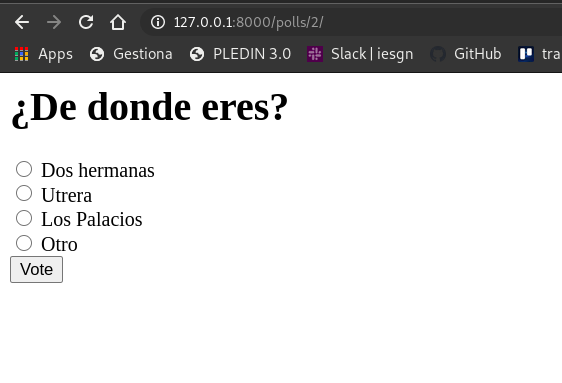 127.0.0.1:8000/polls/2/
Apps Gestiona PLEDIN 3.0 Slack | iesgn GitHub tra
¿De donde eres?
Dos hermanas
Utrera
Los Palacios
Otro
Vote